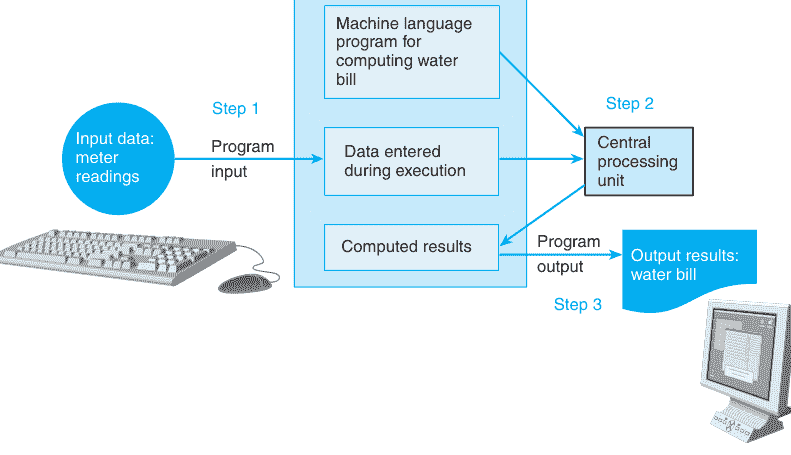 Machine language
program for
computing water
bill
Step 1
Step 2
Input data:
meter
readings
Program
input
Data entered
during execution
Central
processing
unit
Computed results
Program
output
Output results:
water bill
Step 3